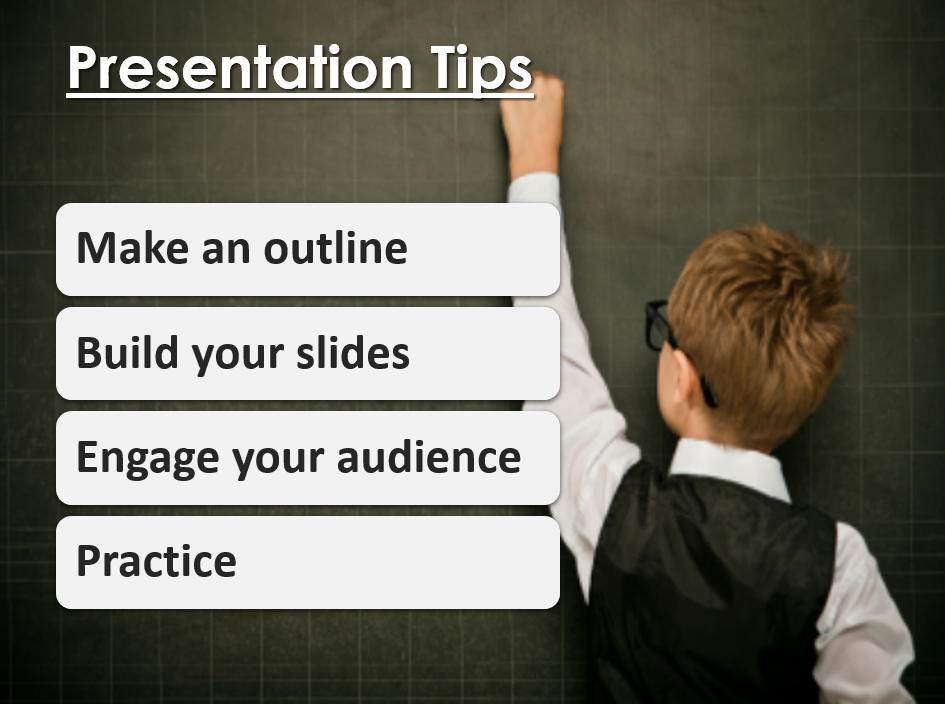 Presentation Tips
Make an outline
Build your slides
Engage your audience
Practice